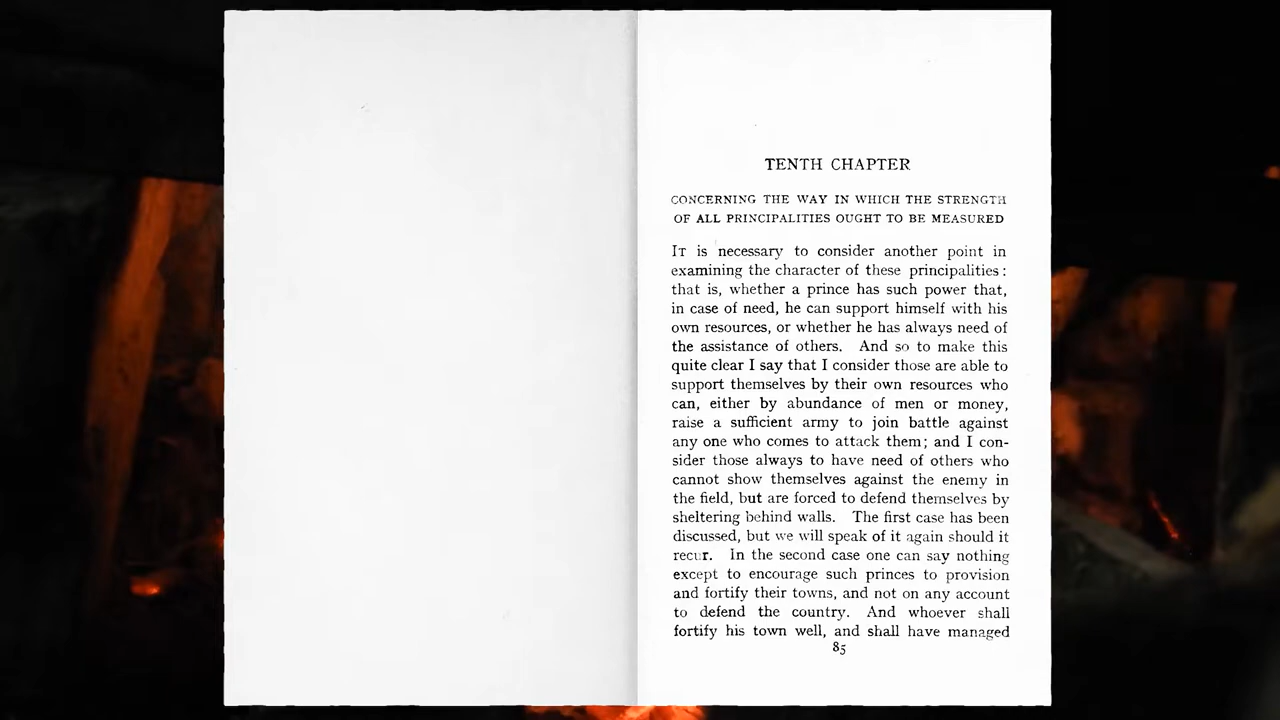 TENTH CHAPTER
CONCERNING THE WAY IN WHICH THE STRENGTH
OF ALL PRINCIPALITIES OUGHT TO BE MEASURED
IT is necessary to consider another point in
examining the character of these principalities :
that is, whether a prince has such power that,
in case of need, he can support himself with his
own resources, or whether he has always need of
the assistance of others. And so to make this
quite clear I say that I consider those are able to
support themselves by their own resources who
can, either by abundance of men or money,
raise a sufficient army to join battle against
any one who comes to attack them; and I con-
sider those always to have need of others who
cannot show themselves against the enemy in
the field, but are forced to defend themselves by
sheltering behind walls. The first case has been
discussed, but we will speak of it again should it
recur. In the second case one can say nothing
except to encourage such princes to provision
and fortify their towns, and not on any account
to defend the country. And whoever shall
fortify his town well, and shall have managed
85